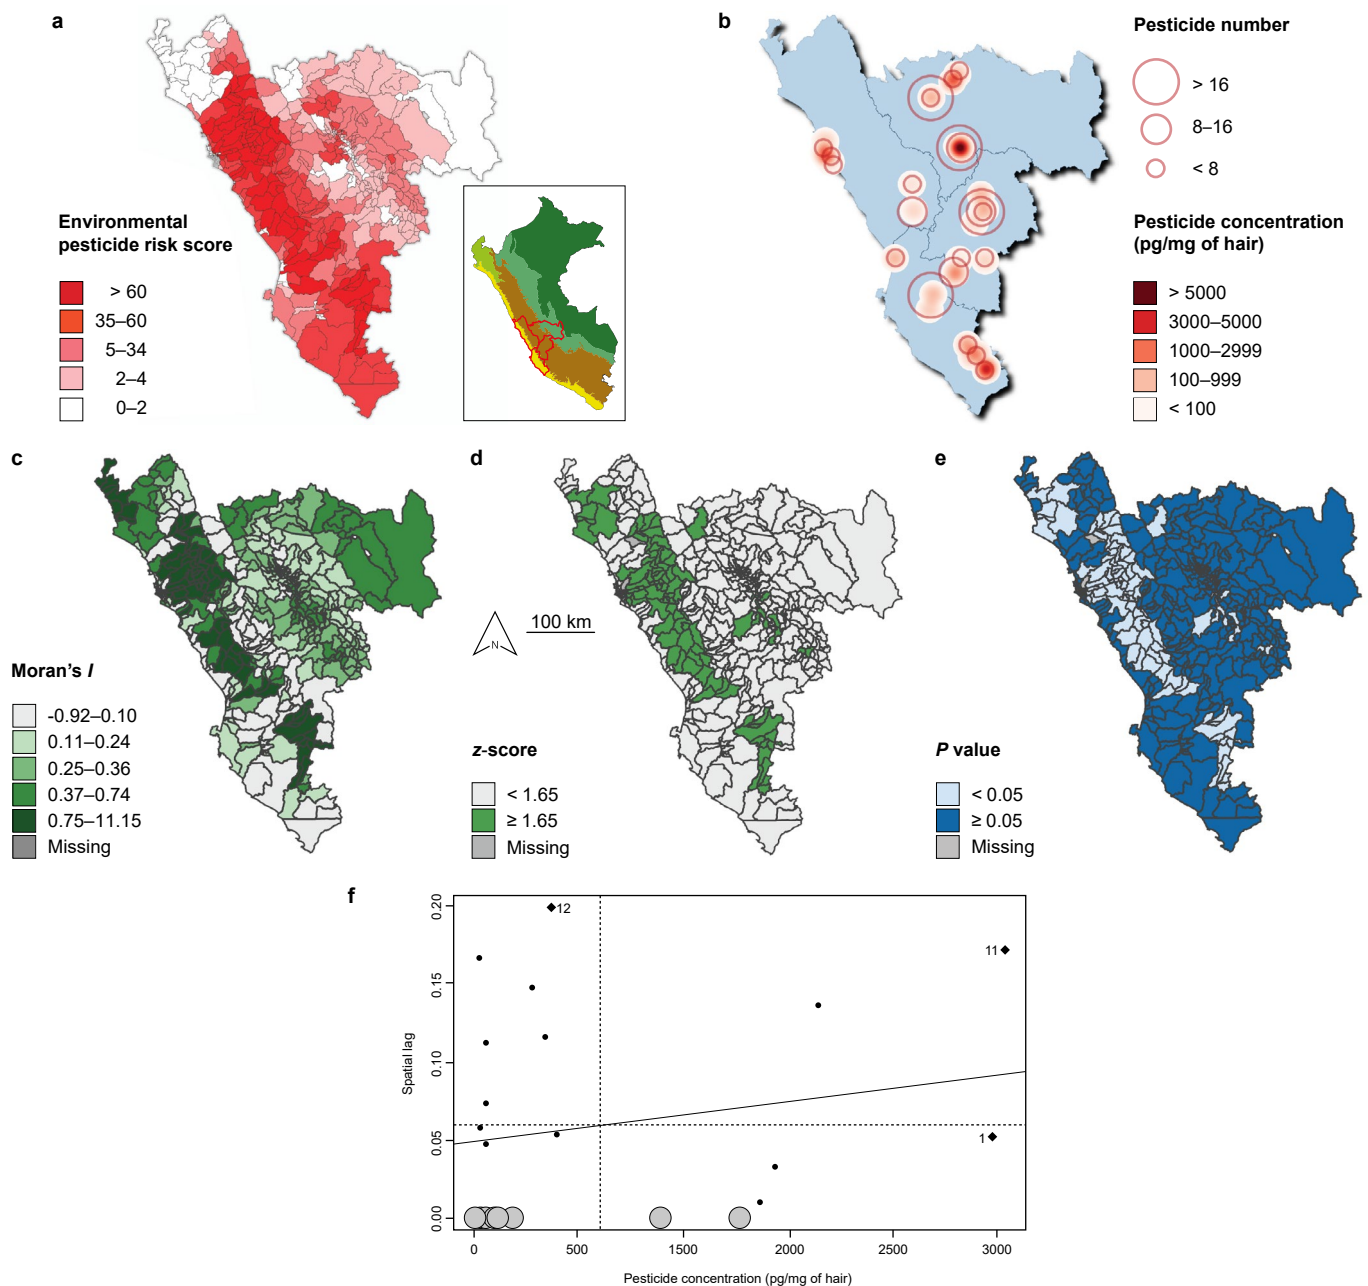 a
Environmental
pesticide risk score
> 60
35–60
5–34
2–4
0–2
b
Pesticide number
> 16
8–16
< 8
Pesticide concentration
(pg/mg of hair)
> 5000
3000–5000
1000–2999
100–999
< 100
c
Moran's I
-0.92–0.10
0.11–0.24
0.25–0.36
0.37–0.74
0.75–11.15
Missing
d
N
100 km
z-score
< 1.65
≥ 1.65
Missing
e
P value
< 0.05
≥ 0.05
Missing
f
Spatial lag
0.20
0.15
0.10
0.05
0.00
12
11
1
0
500
1500
2000
2500
3000
Pesticide concentration (pg/mg of hair)